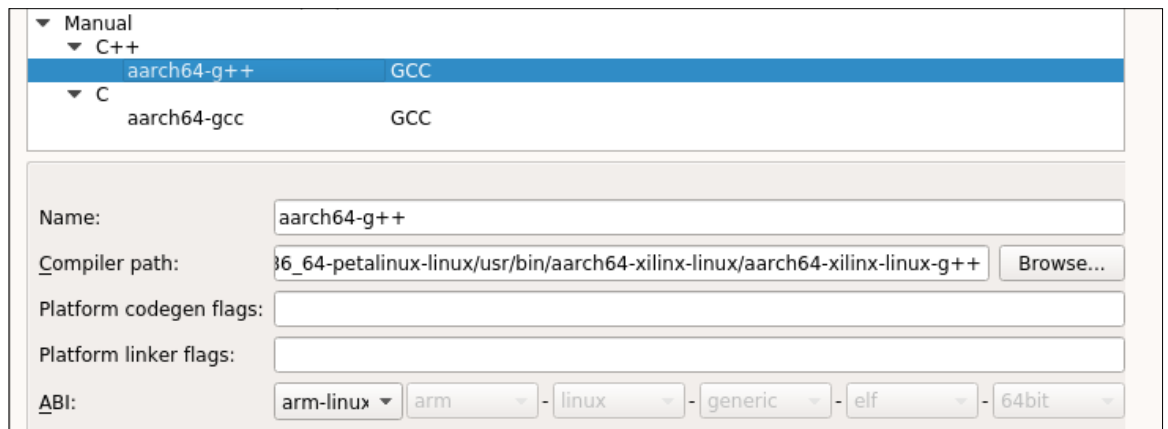 Manual
C++
aarch64-g++ GCC
C
aarch64-gcc GCC
Name: aarch64-g++
Compiler path: 36_64-petalinux-linux/usr/bin/aarch64-xilinx-linux/aarch64-xilinx-linux-g++ Browse...
Platform codegen flags:
Platform linker flags:
ABI: arm-linux arm - linux - generic - elf - 64bit